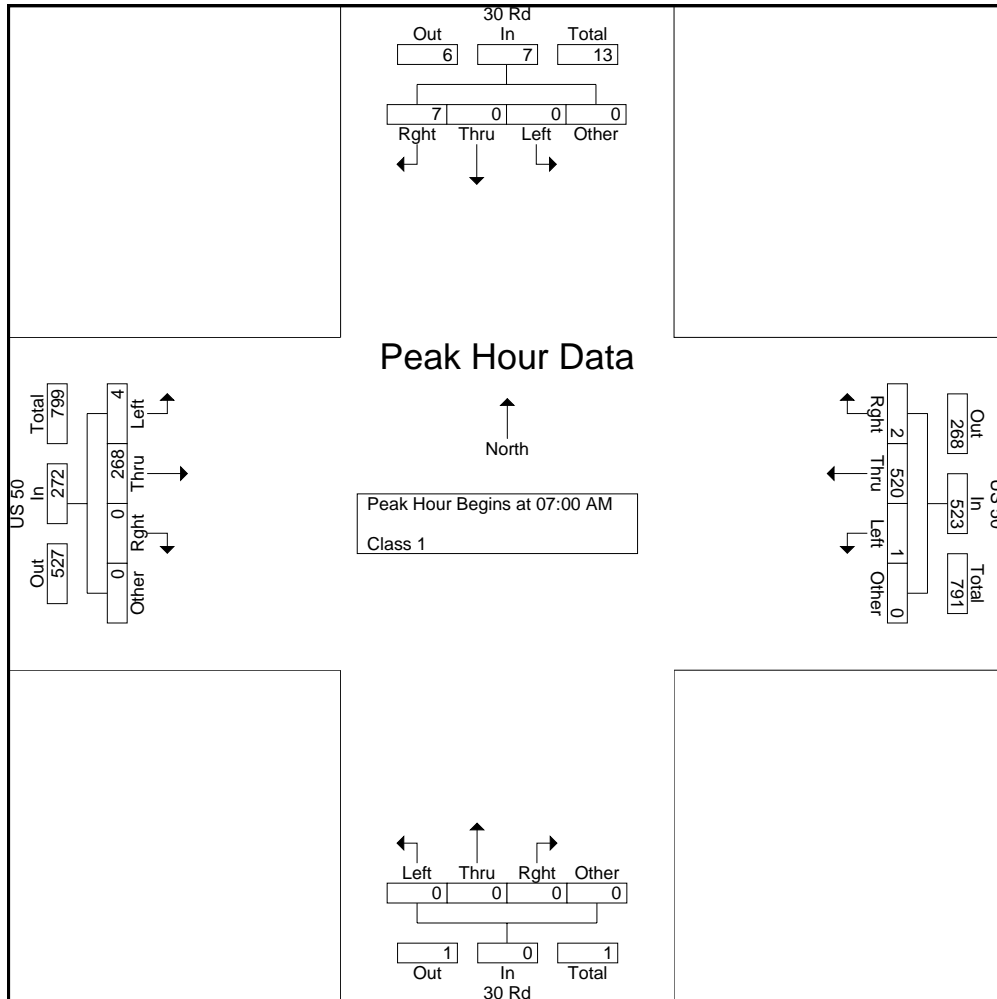 30 Rd
Out In Total
6 7 13
7 0 0 0
Rght Thru Left Other
Peak Hour Data
North
Peak Hour Begins at 07:00 AM
Class 1
US 50
Total In Out
799 272 527
4 268 0 0
Left Thru Rght Other
Out In Total
268 523 791
2 520 1 0
Rght Thru Left Other
Left Thru Rght Other
0 0 0 0
1 0 1
Out In Total
30 Rd